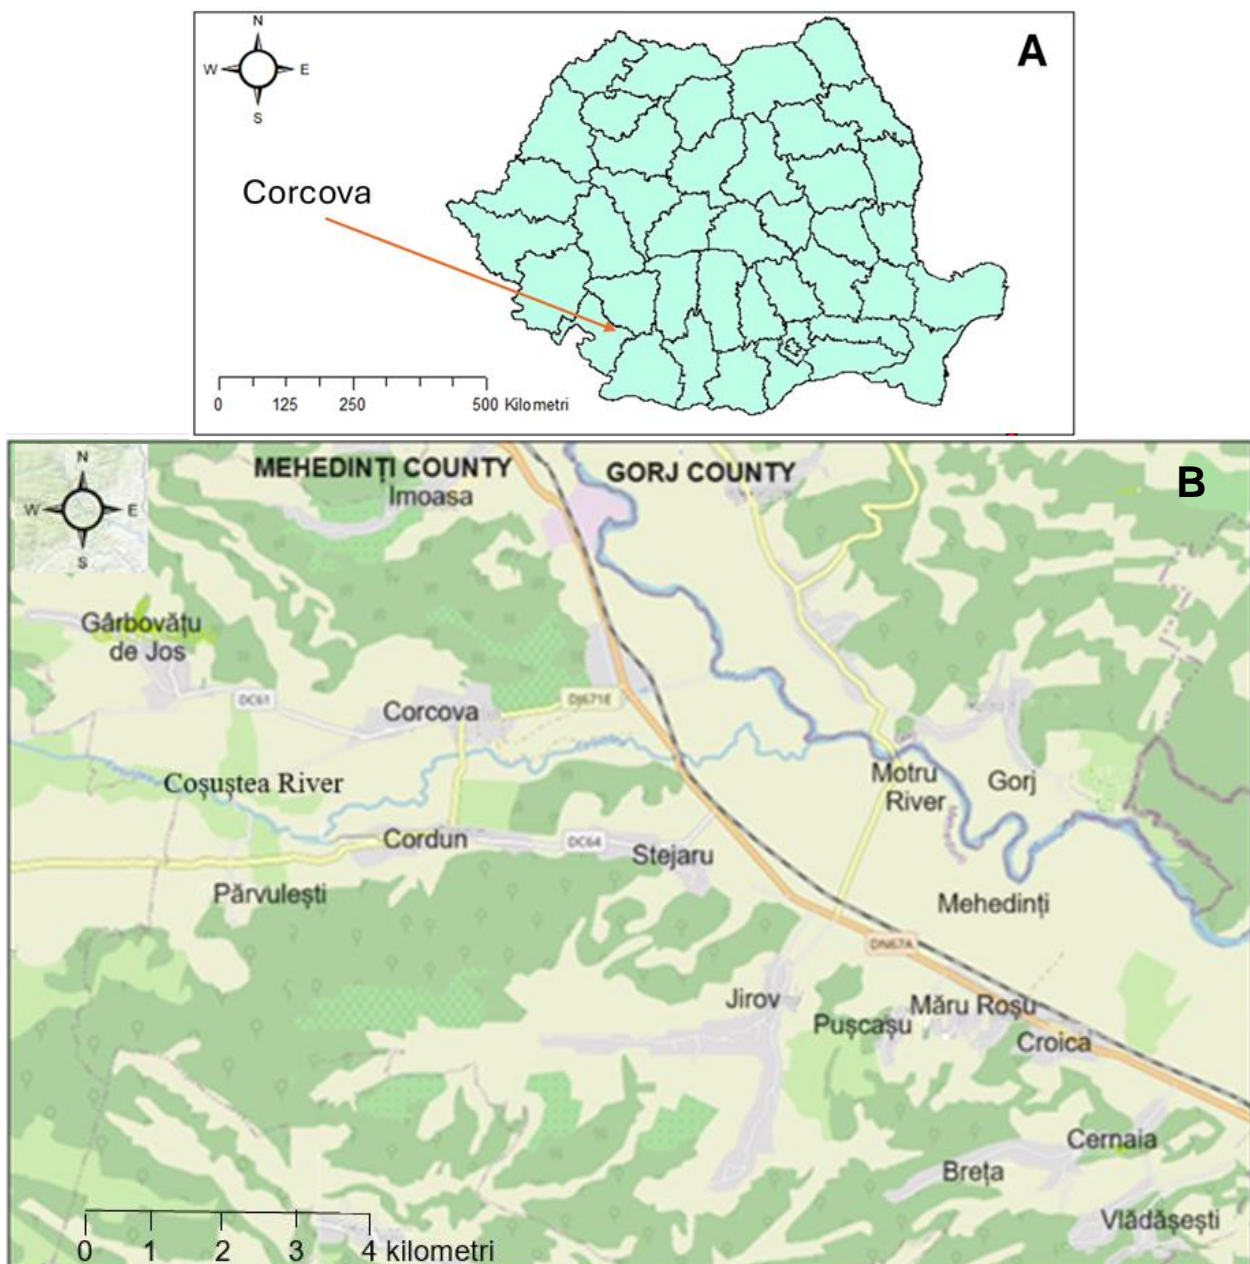 N
W E
S
A
Corcova
0 125 250 500 Kilometri
N
W E
S
MEHEDINȚI COUNTY
GORJ COUNTY
B
Imoasa
Gârbovățu
de Jos
DC61
Corcova
DJ671E
Coșuștea River
Motru
River
Gorj
Cordun
DC64
Stejaru
Părvulești
Mehedinți
DN67A
Jirov
Pușcașu
Măru Roșu
Croica
Cernaia
Breța
Vlădășești
0 1 2 3 4 kilometri